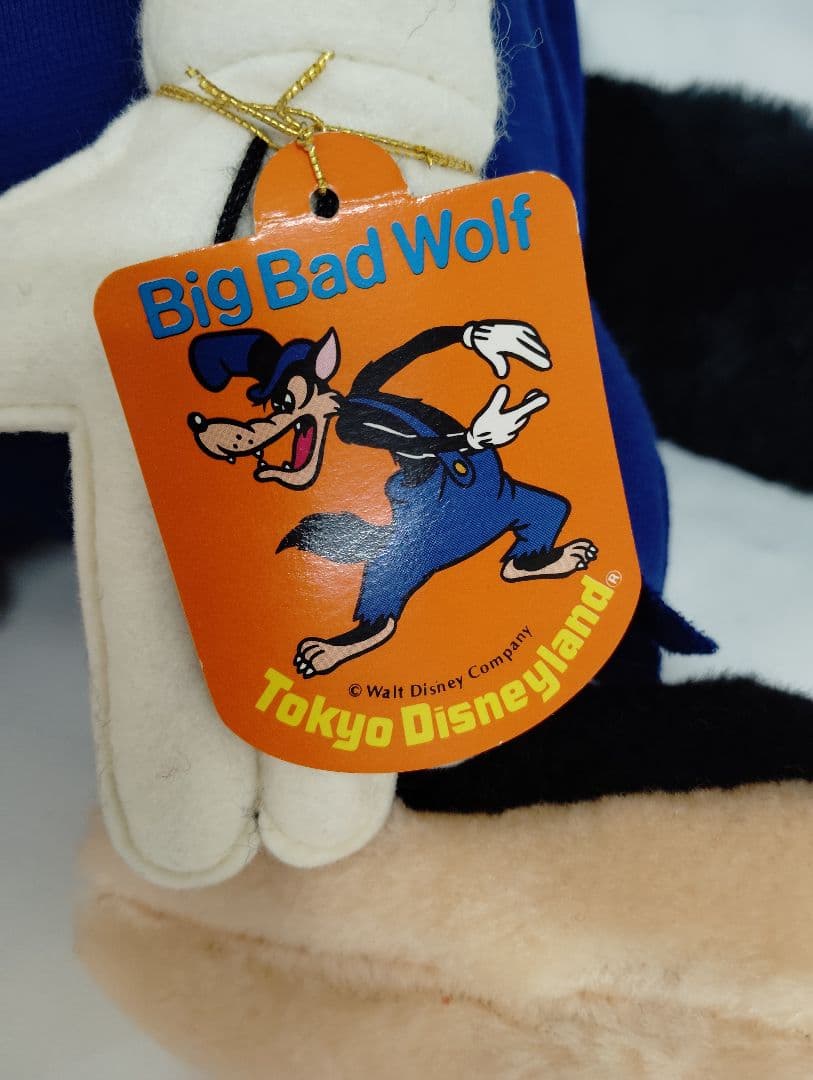 Big Bad Wolf
© Walt Disney Company
Tokyo Disneyland®